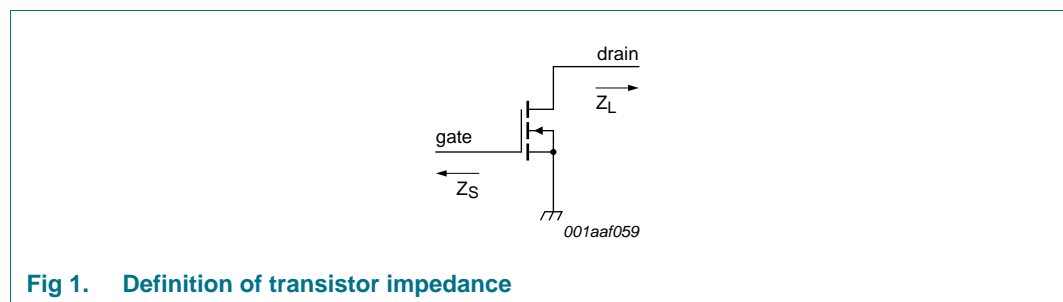 drain
Z_L
gate
Z_S
001aaf059
Fig 1. Definition of transistor impedance